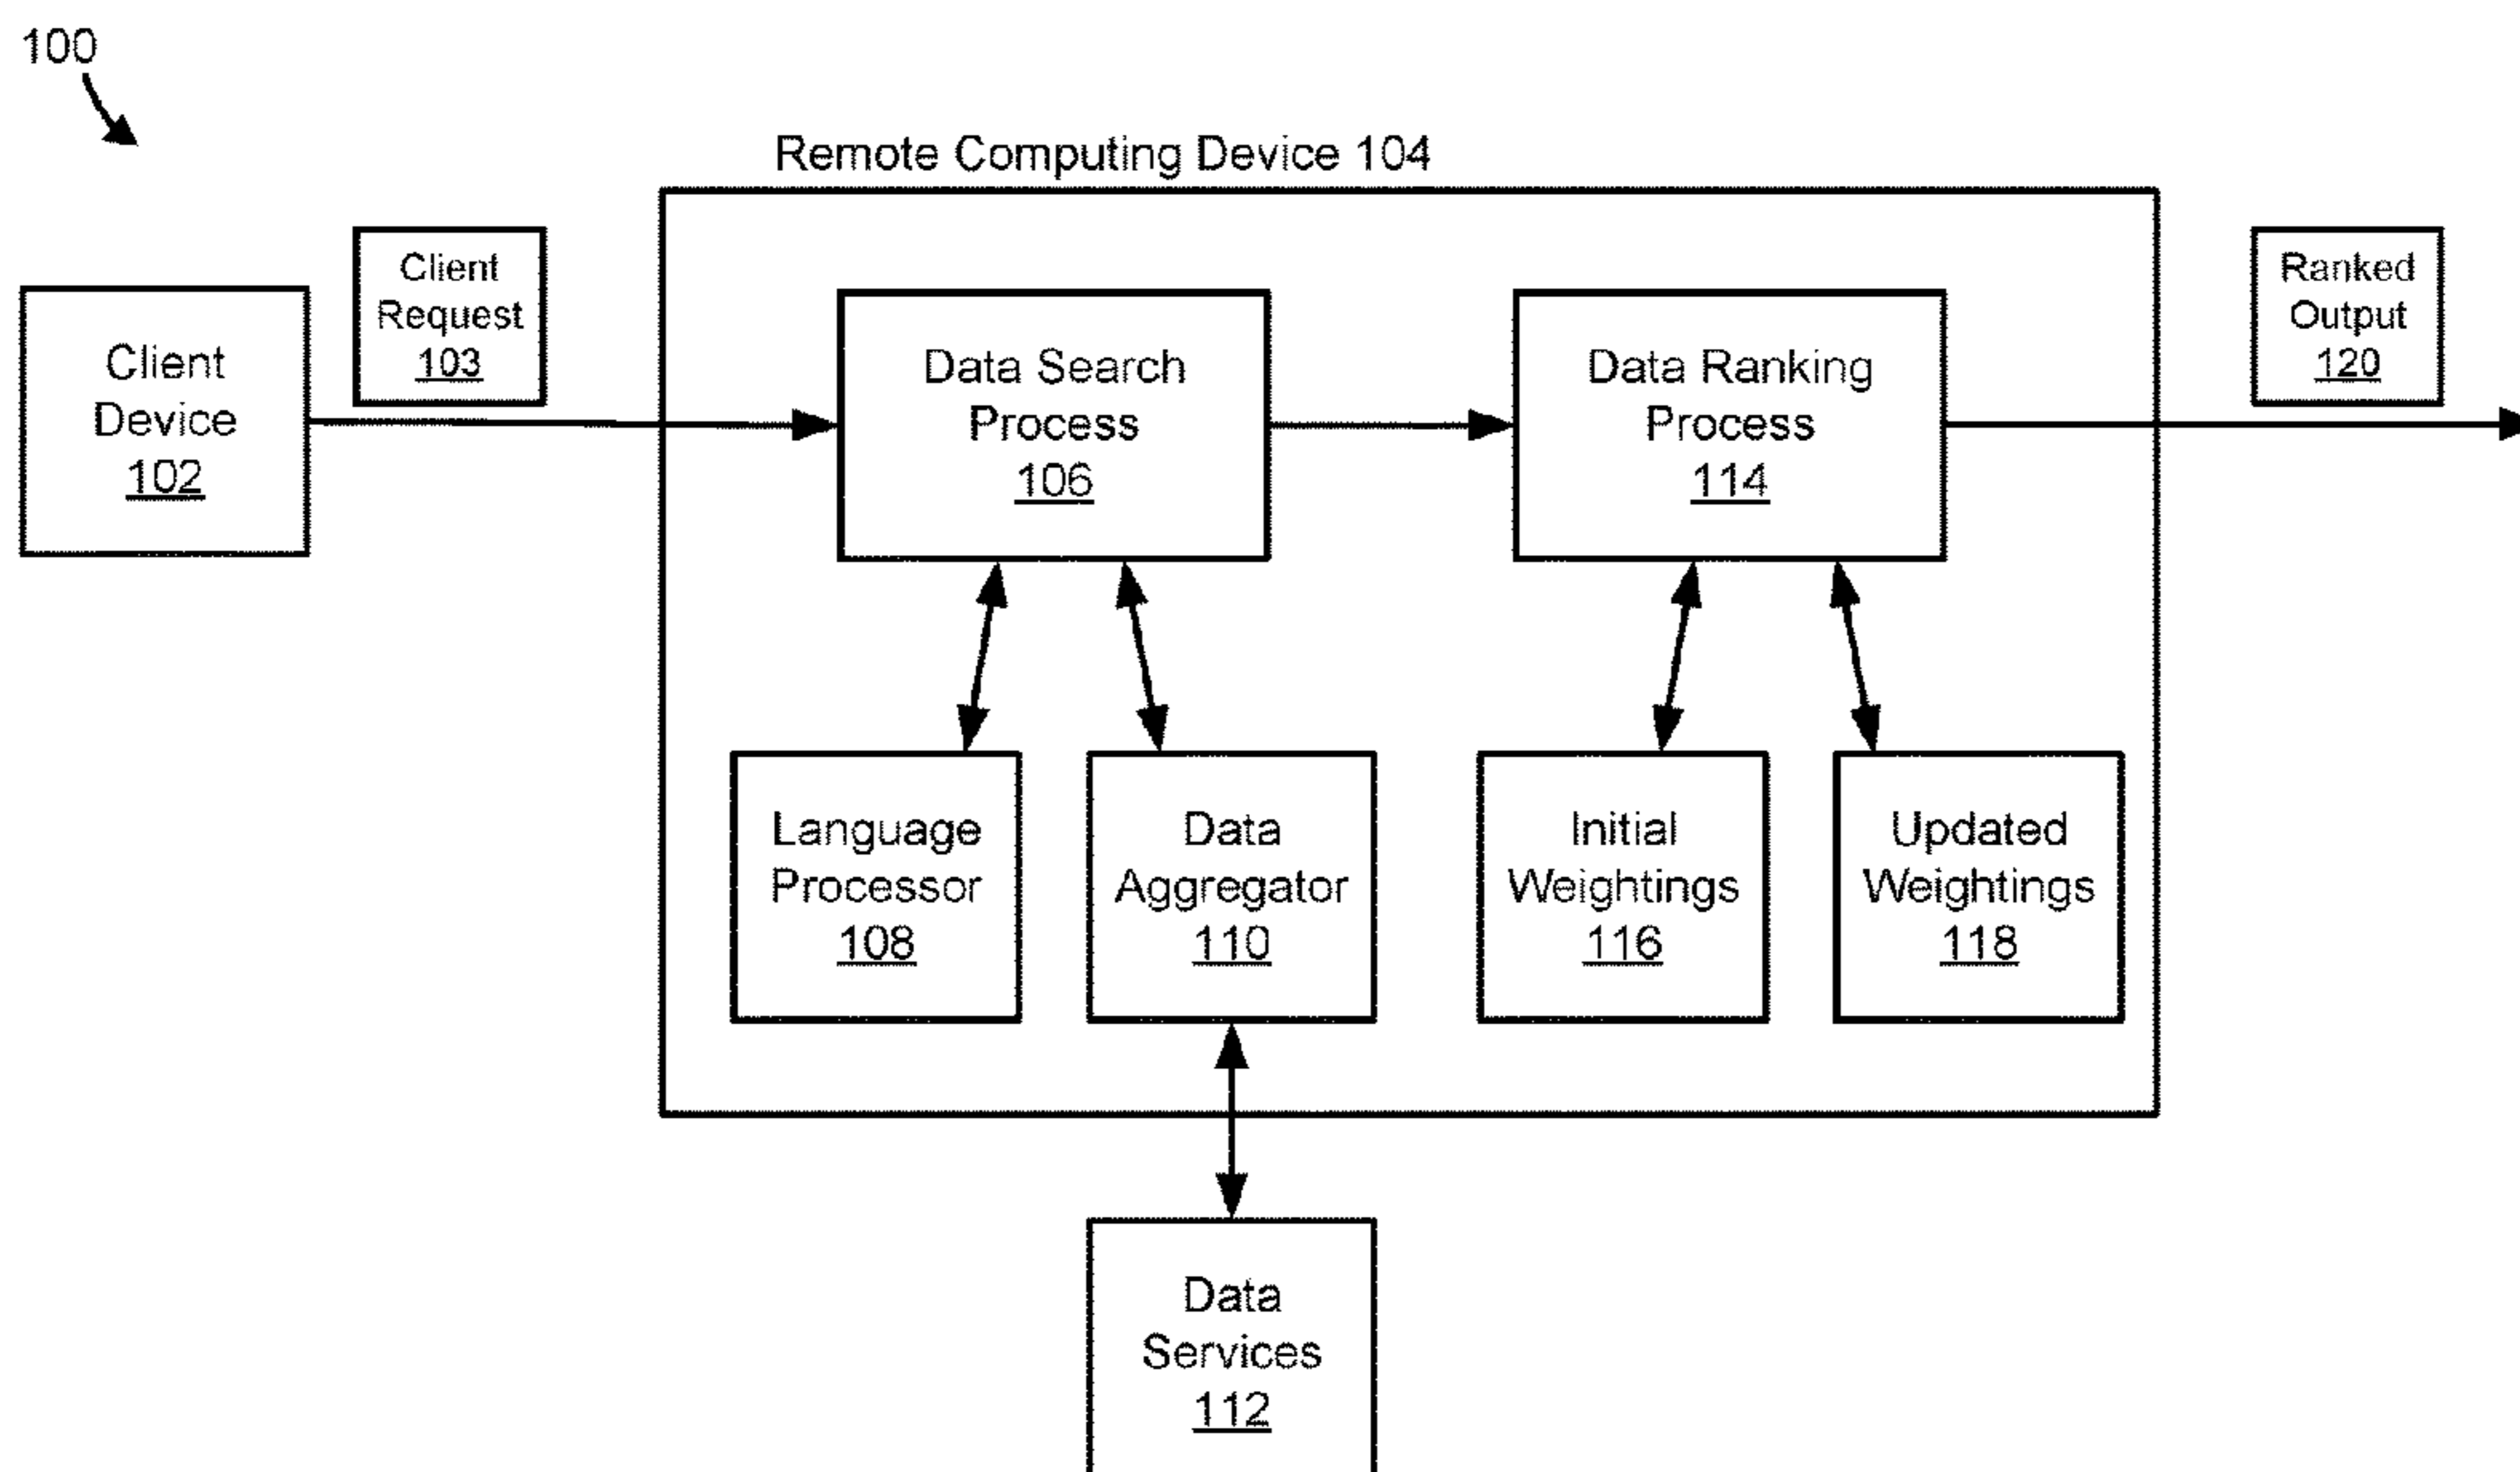 100
Remote Computing Device 104
Client
Request
103
Ranked
Output
120
Client
Device
102
Data Search
Process
106
Data Ranking
Process
114
Language
Processor
108
Data
Aggregator
110
Initial
Weightings
116
Updated
Weightings
118
Data
Services
112